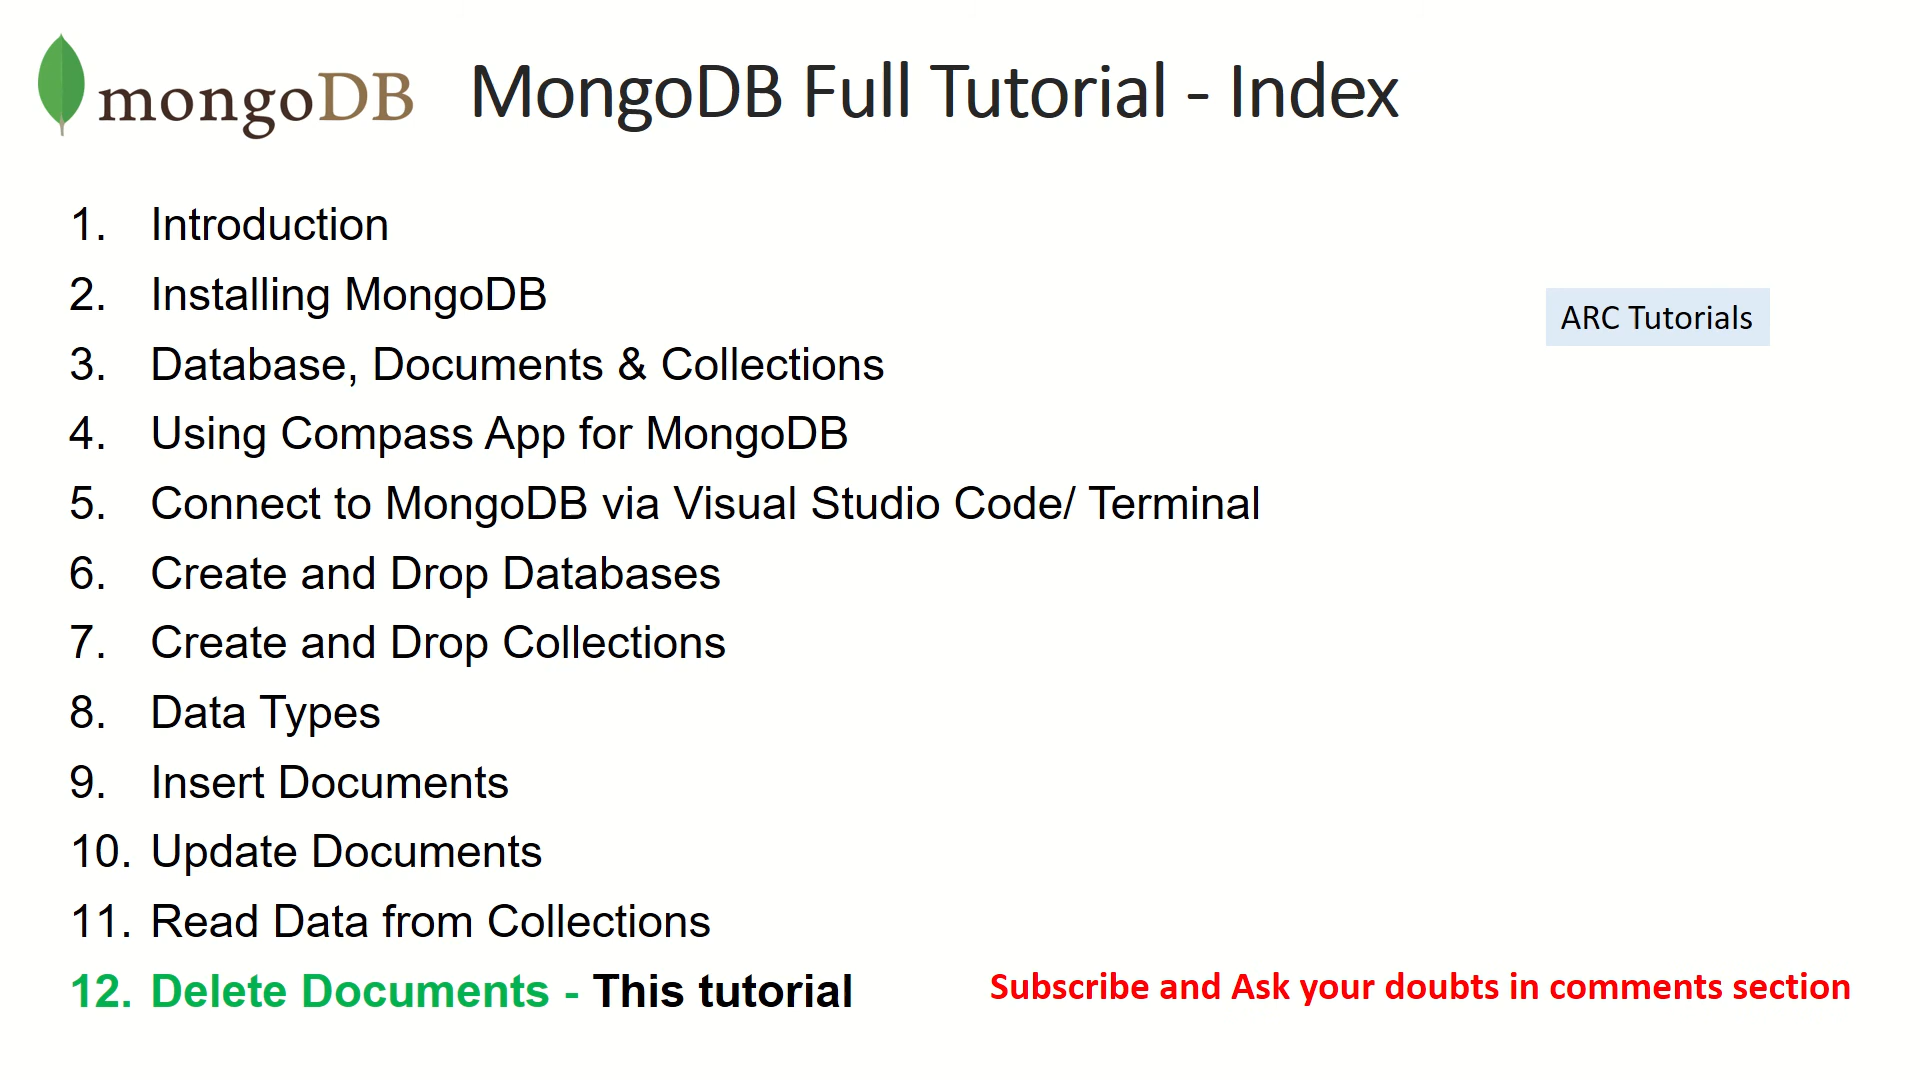 mongoDB
MongoDB Full Tutorial - Index
1. Introduction
2. Installing MongoDB
ARC Tutorials
3. Database, Documents & Collections
4. Using Compass App for MongoDB
5. Connect to MongoDB via Visual Studio Code/ Terminal
6. Create and Drop Databases
7. Create and Drop Collections
8. Data Types
9. Insert Documents
10. Update Documents
11. Read Data from Collections
12. Delete Documents - This tutorial
Subscribe and Ask your doubts in comments section